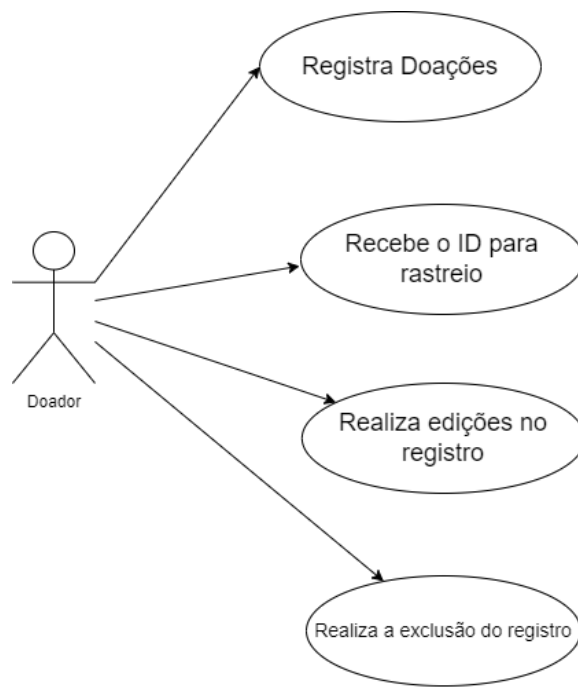 Registra Doações
Recebe o ID para
rastreio
Doador
Realiza edições no
registro
Realiza a exclusão do registro